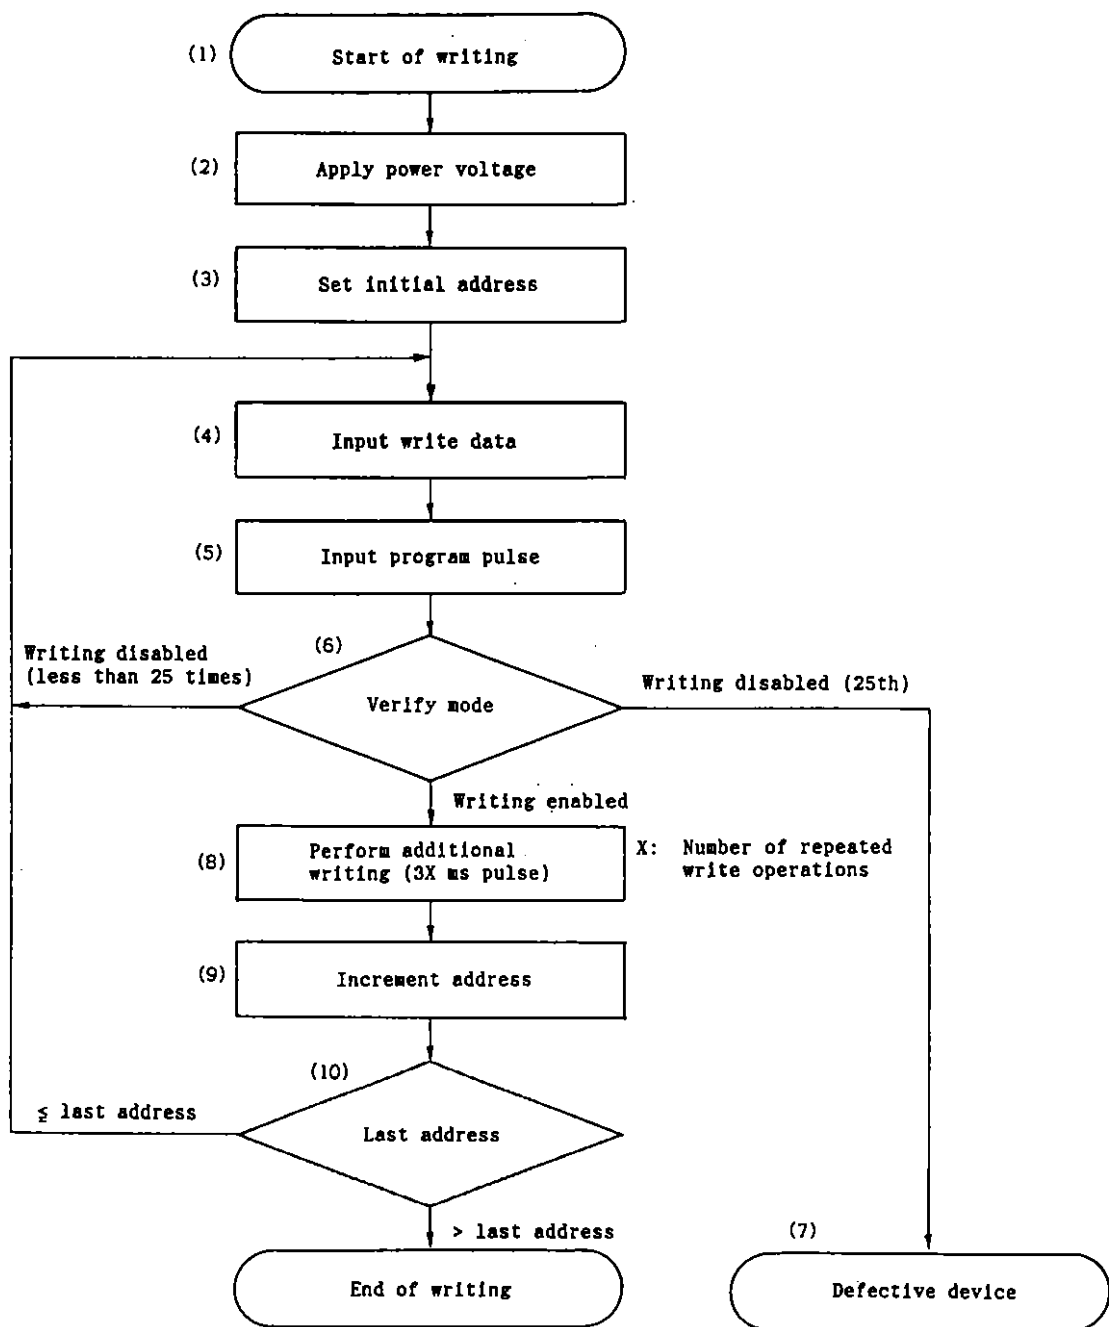 (1) Start of writing
(2) Apply power voltage
(3) Set initial address
(4) Input write data
(5) Input program pulse
(6)
Writing disabled
(less than 25 times)
Verify mode
Writing disabled (25th)
Writing enabled
(8) Perform additional
writing (3X ms pulse)
X: Number of repeated
write operations
(9) Increment address
(10)
≦ last address
Last address
> last address
(7)
End of writing
Defective device